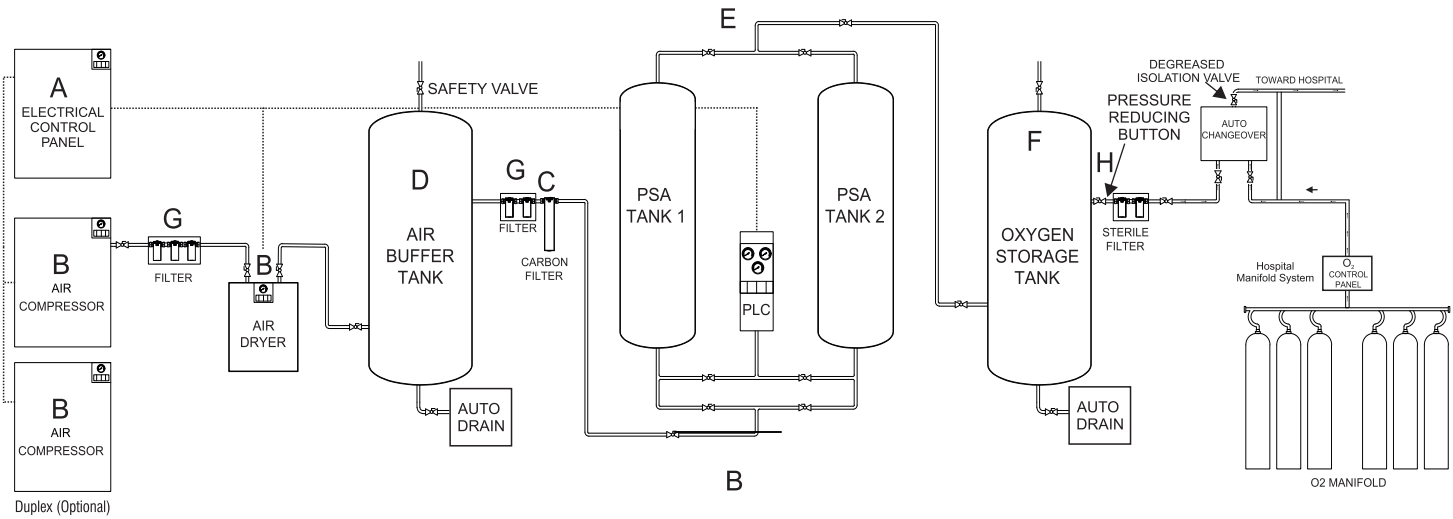 A
ELECTRICAL
CONTROL
PANEL
B
AIR
COMPRESSOR
B
AIR
COMPRESSOR
Duplex (Optional)
G
FILTER
B
AIR
DRYER
SAFETY VALVE
D
AIR
BUFFER
TANK
AUTO
DRAIN
G
FILTER
C
CARBON
FILTER
E
PSA
TANK 1
PSA
TANK 2
PLC
B
F
OXYGEN
STORAGE
TANK
AUTO
DRAIN
H
PRESSURE
REDUCING
BUTTON
STERILE
FILTER
DEGREASED
ISOLATION VALVE
TOWARD HOSPITAL
AUTO
CHANGEOVER
Hospital
Manifold System
O2
CONTROL
PANEL
O2 MANIFOLD